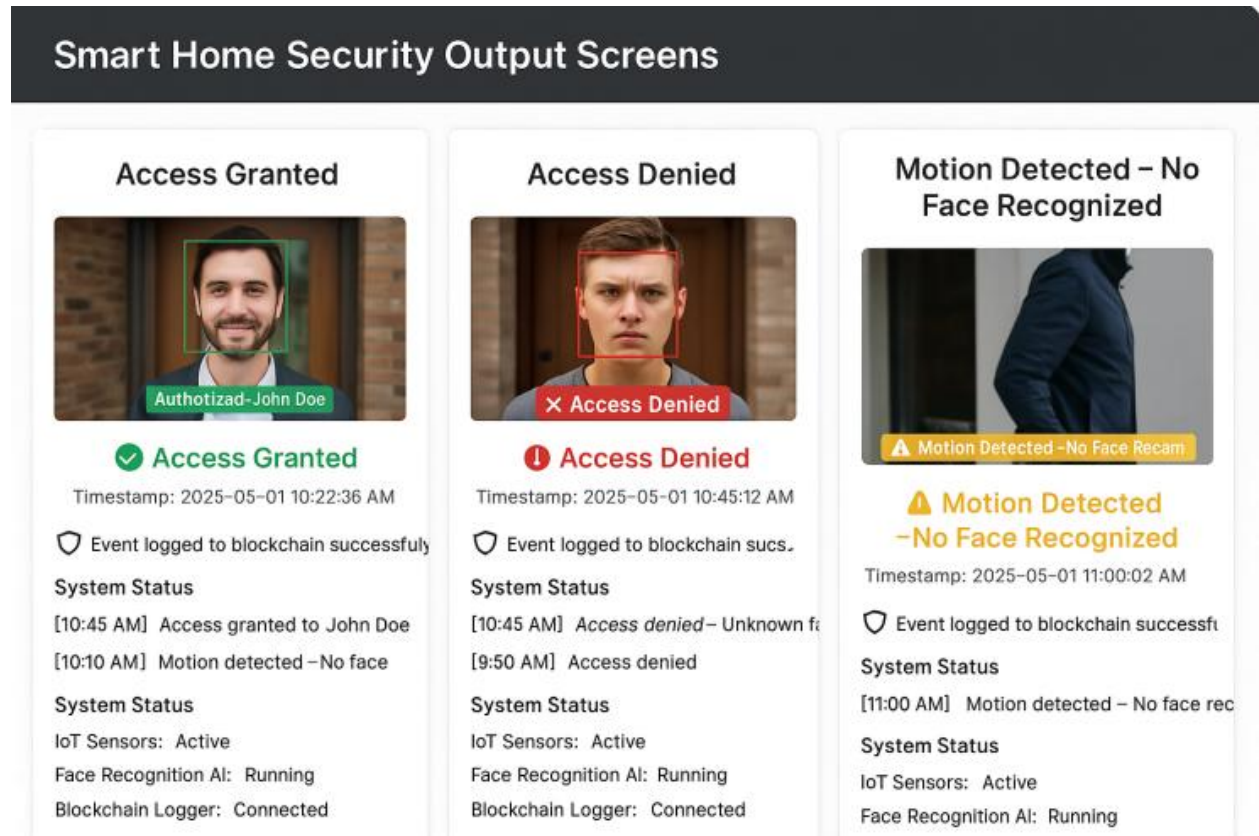 Smart Home Security Output Screens
Access Granted
Authotizad-John Doe
Access Granted
Timestamp: 2025-05-01 10:22:36 AM
Event logged to blockchain successfuly
System Status
[10:45 AM] Access granted to John Doe
[10:10 AM] Motion detected –No face
System Status
IoT Sensors: Active
Face Recognition AI: Running
Blockchain Logger: Connected
Access Denied
× Access Denied
Access Denied
Timestamp: 2025-05-01 10:45:12 AM
Event logged to blockchain sucs.
System Status
[10:45 AM] Access denied – Unknown fa
[9:50 AM] Access denied
System Status
IoT Sensors: Active
Face Recognition AI: Running
Blockchain Logger: Connected
Motion Detected – No
Face Recognized
Motion Detected –No Face Recam
Motion Detected
–No Face Recognized
Timestamp: 2025-05-01 11:00:02 AM
Event logged to blockchain successfu
System Status
[11:00 AM] Motion detected – No face rec
System Status
IoT Sensors: Active
Face Recognition AI: Running